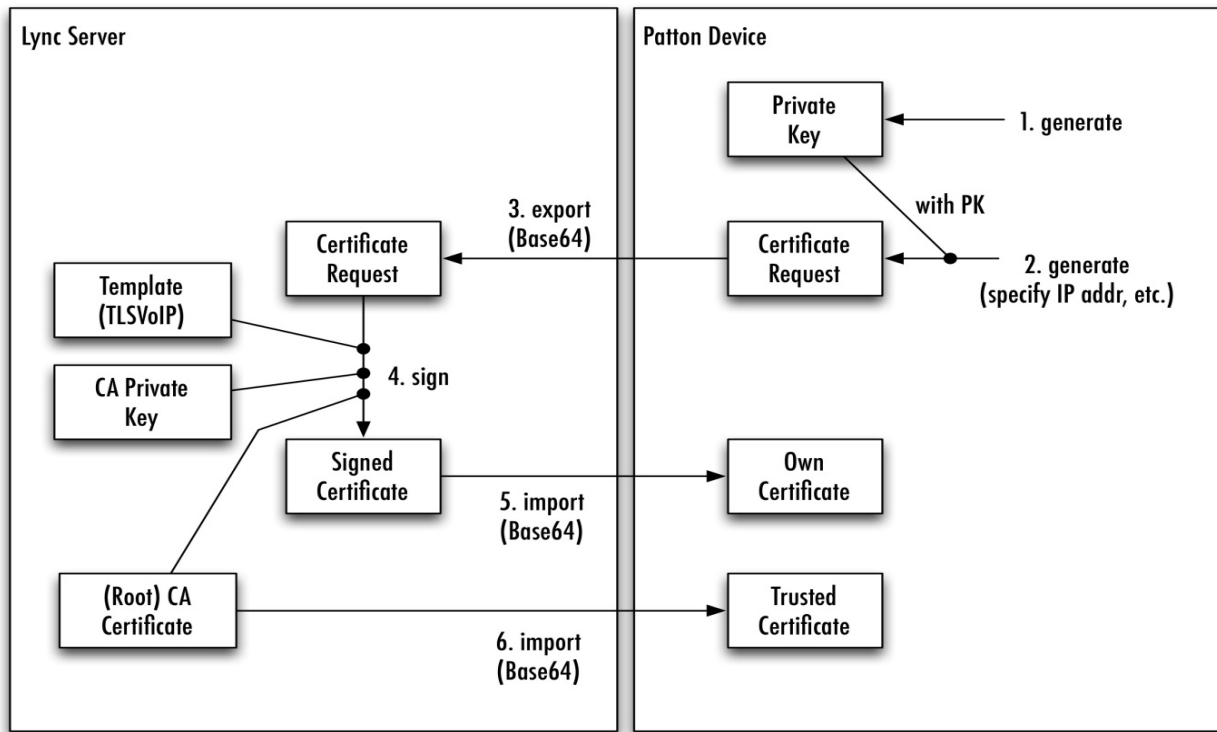 Lync Server
Patton Device
Private
Key
1. generate
with PK
3. export
(Base64)
Certificate
Request
Certificate
Request
2. generate
(specify IP addr, etc.)
Template
(TLSVoIP)
CA Private
Key
4. sign
Signed
Certificate
Own
Certificate
5. import
(Base64)
(Root) CA
Certificate
Trusted
Certificate
6. import
(Base64)